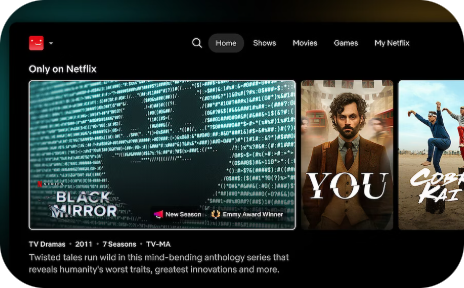 Home
Shows
Movies
Games
My Netflix
Only on Netflix
BLACK
MIRROR
New Season
Emmy Award Winner
YOU
COBRA
KAI
TV Dramas • 2011 • 7 Seasons • TV-MA
Twisted tales run wild in this mind-bending anthology series that
reveals humanity's worst traits, greatest innovations and more.